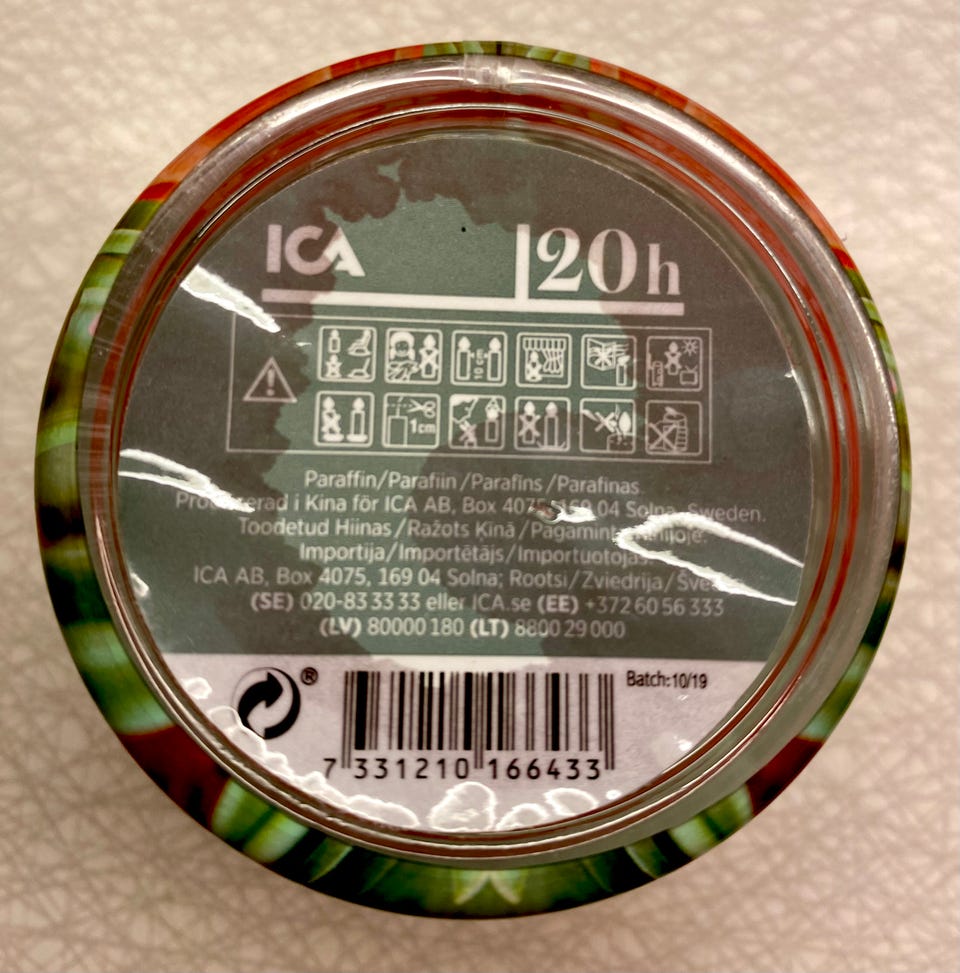 ICA
20h
10 cm
1cm
Paraffin/Parafiin/Parafīns/Parafinas.
i Kina för ICA AB, Box 4075, 169 04 Solna, Sweden.
Toodetud Hiinas/Ražots Ķīnā/
Importija/Importētājs/Importuotojas:
ICA AB, Box 4075, 169 04 Solna; Rootsi/Zviedrija/
(SE) 020-83 33 33 eller ICA.se (EE) +372 60 56 333
(LV) 80000 180 (LT) 8800 29 000
®
Batch:10/19
7 331210 166433